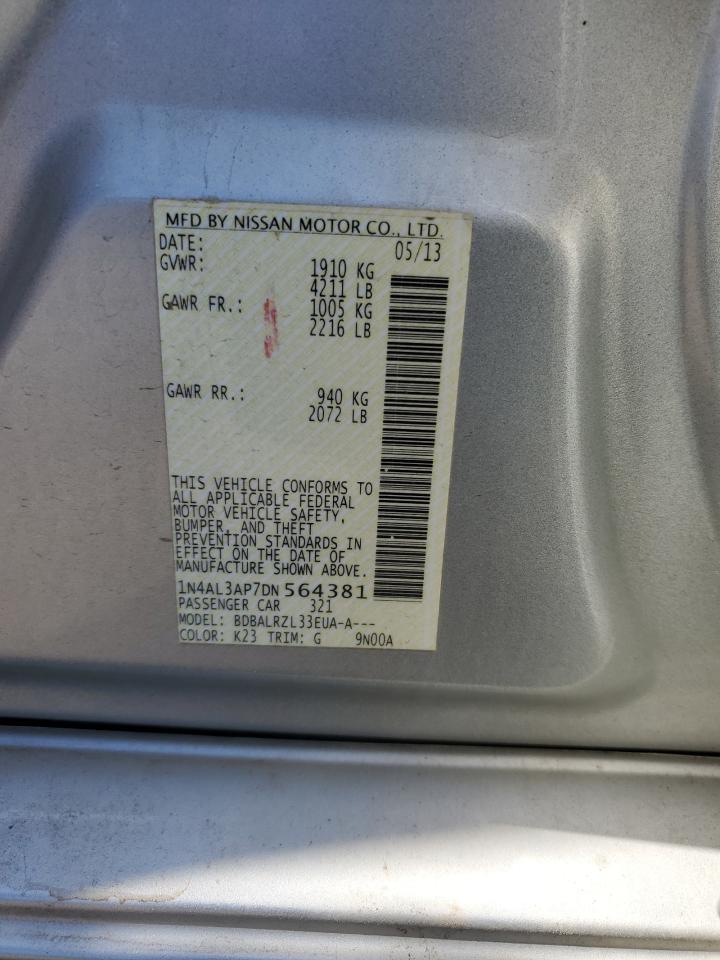 MFD BY NISSAN MOTOR CO., LTD.
DATE: 05/13
GVWR: 1910 KG
4211 LB
GAWR FR.: 1005 KG
2216 LB
GAWR RR.: 940 KG
2072 LB
THIS VEHICLE CONFORMS TO
ALL APPLICABLE FEDERAL
MOTOR VEHICLE SAFETY,
BUMPER, AND THEFT
PREVENTION STANDARDS IN
EFFECT ON THE DATE OF
MANUFACTURE SHOWN ABOVE.
1N4AL3AP7DN 564381
PASSENGER CAR 321
MODEL: BDBALRZL33EUA-A---
COLOR: K23 TRIM: G 9N00A